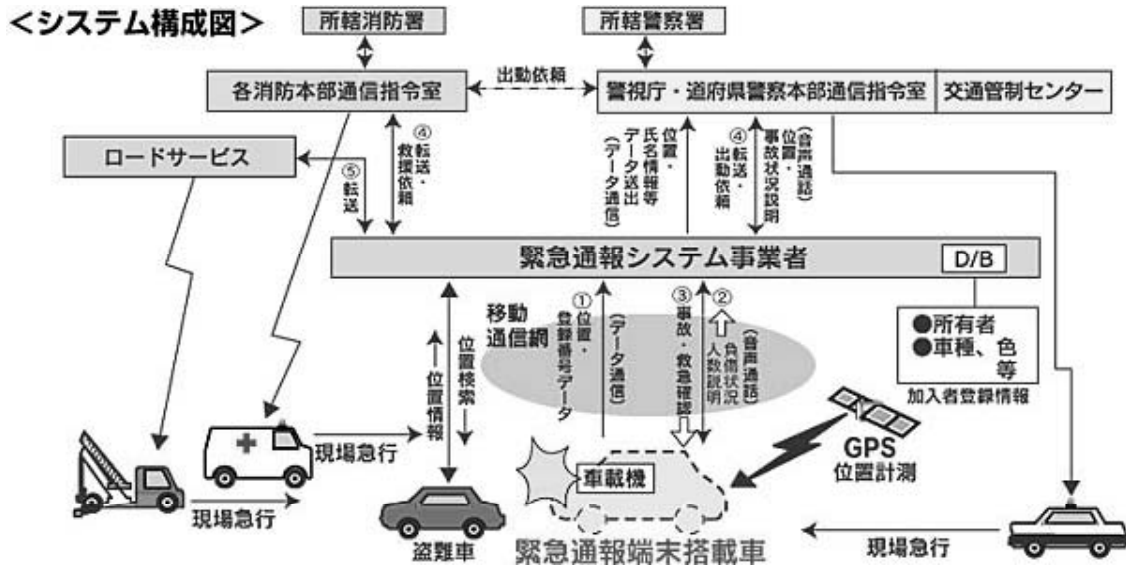 ＜システム構成図＞
所轄消防署
所轄警察署
各消防本部通信指令室
出動依頼
警視庁・道府県警察本部通信指令室
交通管制センター
ロードサービス
⑤転送
④転送・
救援依頼
位置・
氏名情報等
データ送出
(データ通信)
④転送・
出動依頼
(音声通話)
位置・
事故状況説明
緊急通報システム事業者
D/B
移動
通信網
①位置・
登録番号データ
(データ通信)
③事故・救急確認
②
負傷状況
人数説明
(音声通話)
●所有者
●車種、色
等
加入者登録情報
位置情報
位置検索
GPS
位置計測
現場急行
現場急行
車載機
盗難車
緊急通報端末搭載車
現場急行